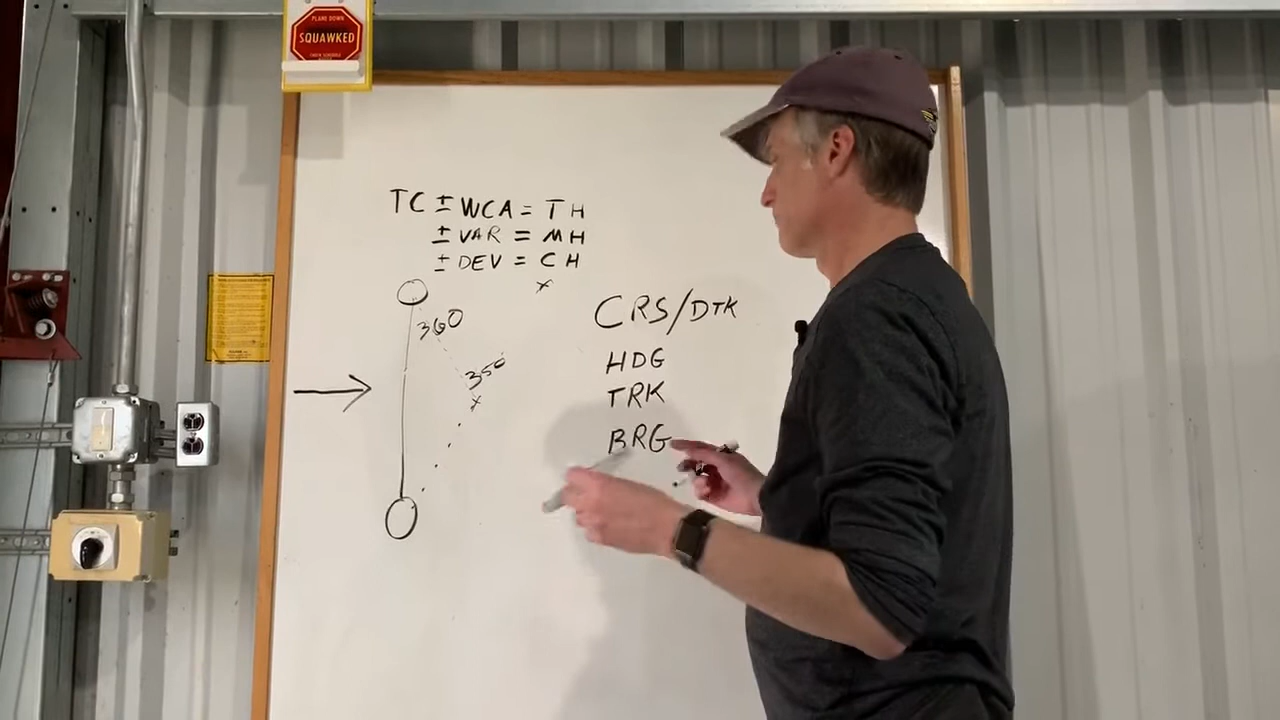 PLANE DOWN
SQUAWKED
TC ± WCA = TH
± VAR = MH
± DEV = CH
x
360
350
x
CRS/DTK
HDG
TRK
BRG